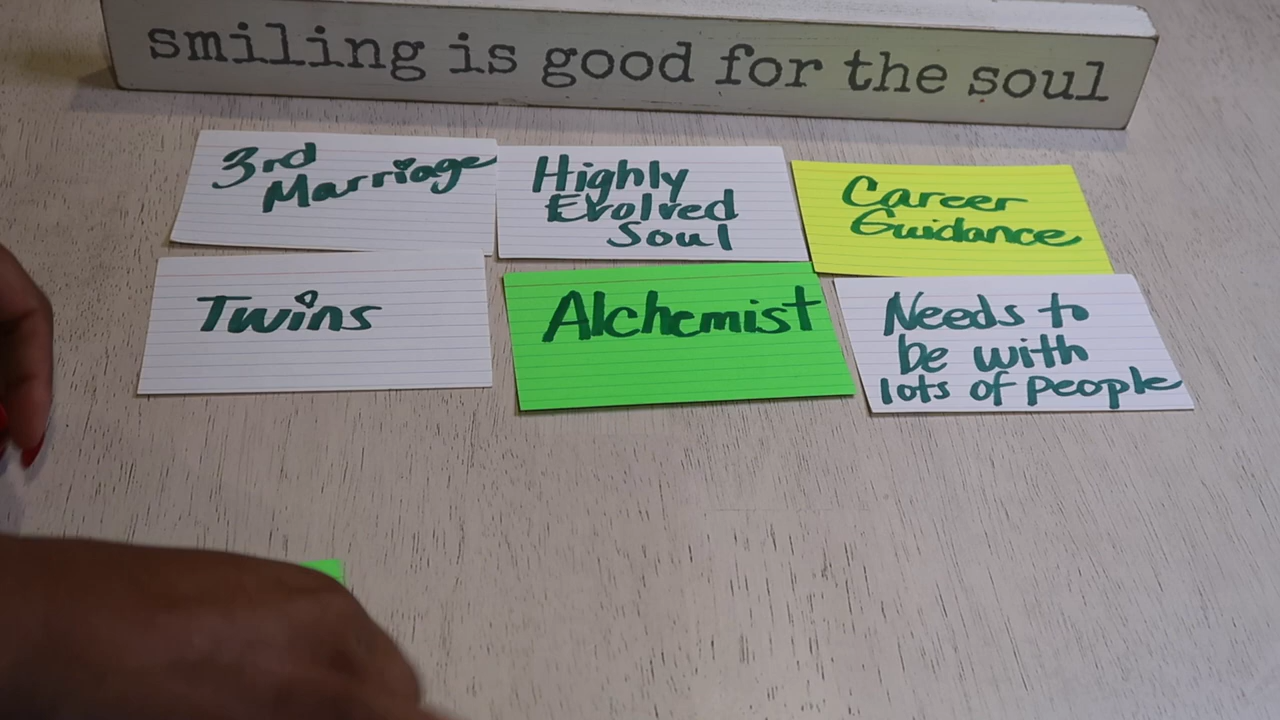 smiling is good for the soul
3rd
Marriage
Highly
Evolved
Soul
Career
Guidance
Twins
Alchemist
Needs to
be with
lots of people